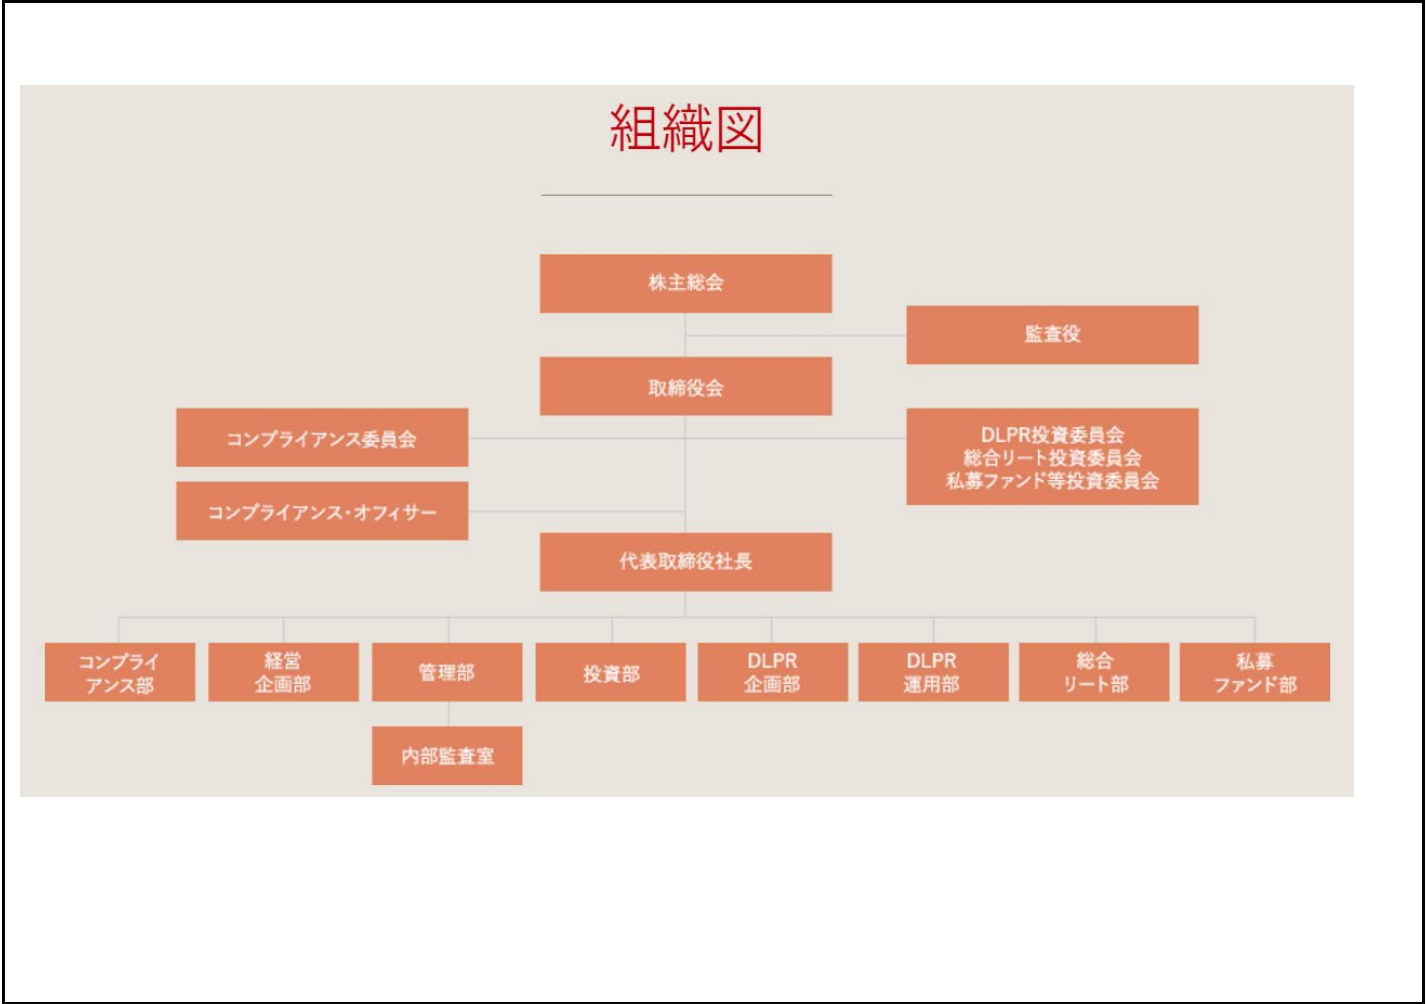 組織図
株主総会
監査役
取締役会
コンプライアンス委員会
DLPR投資委員会
総合リート投資委員会
私募ファンド等投資委員会
コンプライアンス・オフィサー
代表取締役社長
コンプライ
アンス部
経営
企画部
管理部
投資部
DLPR
企画部
DLPR
運用部
総合
リート部
私募
ファンド部
内部監査室